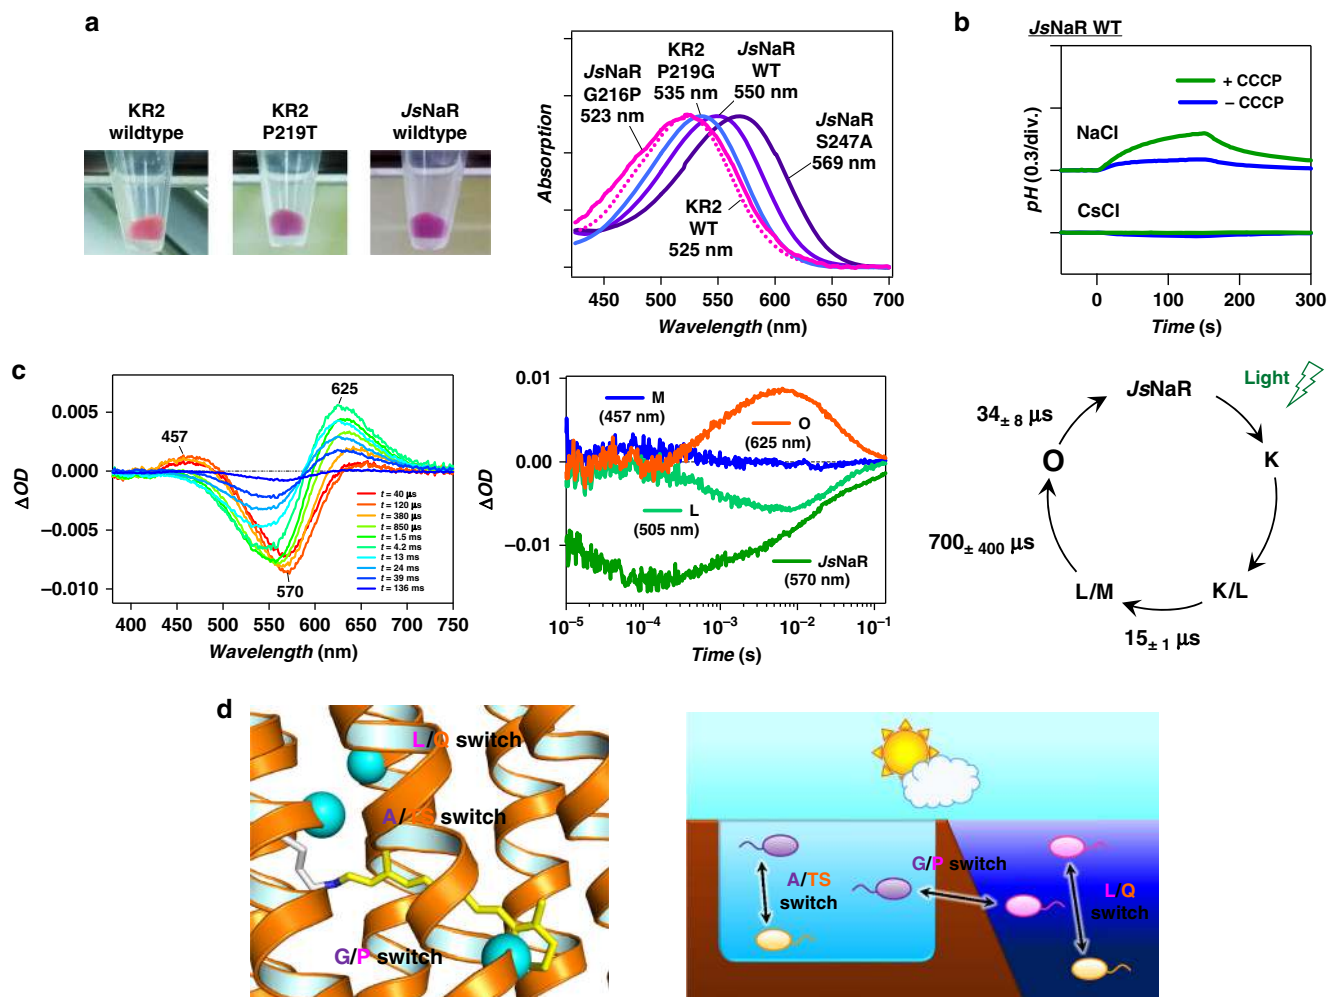 a
KR2
wildtype
KR2
P219T
JsNaR
wildtype
Absorption
JsNaR
G216P
523 nm
KR2
P219G
535 nm
JsNaR
WT
550 nm
JsNaR
S247A
569 nm
KR2
WT
525 nm
450 500 550 600 650 700
Wavelength (nm)
b
JsNaR WT
pH (0.3/div.)
+ CCCP
– CCCP
NaCl
CsCl
0 100 200 300
Time (s)
c
ΔOD
0.005
0.000
–0.005
–0.010
457
625
570
t = 40 µs
t = 120 µs
t = 380 µs
t = 850 µs
t = 1.5 ms
t = 4.2 ms
t = 13 ms
t = 24 ms
t = 39 ms
t = 136 ms
400 450 500 550 600 650 700 750
Wavelength (nm)
ΔOD
0.01
0.00
–0.01
M
(457 nm)
O
(625 nm)
L
(505 nm)
JsNaR
(570 nm)
10⁻⁵ 10⁻⁴ 10⁻³ 10⁻² 10⁻¹
Time (s)
Light
JsNaR
K
K/L
L/M
O
34± 8 µs
700± 400 µs
15± 1 µs
d
L/Q switch
A/TS switch
G/P switch
A/TS
switch
G/P switch
L/Q
switch